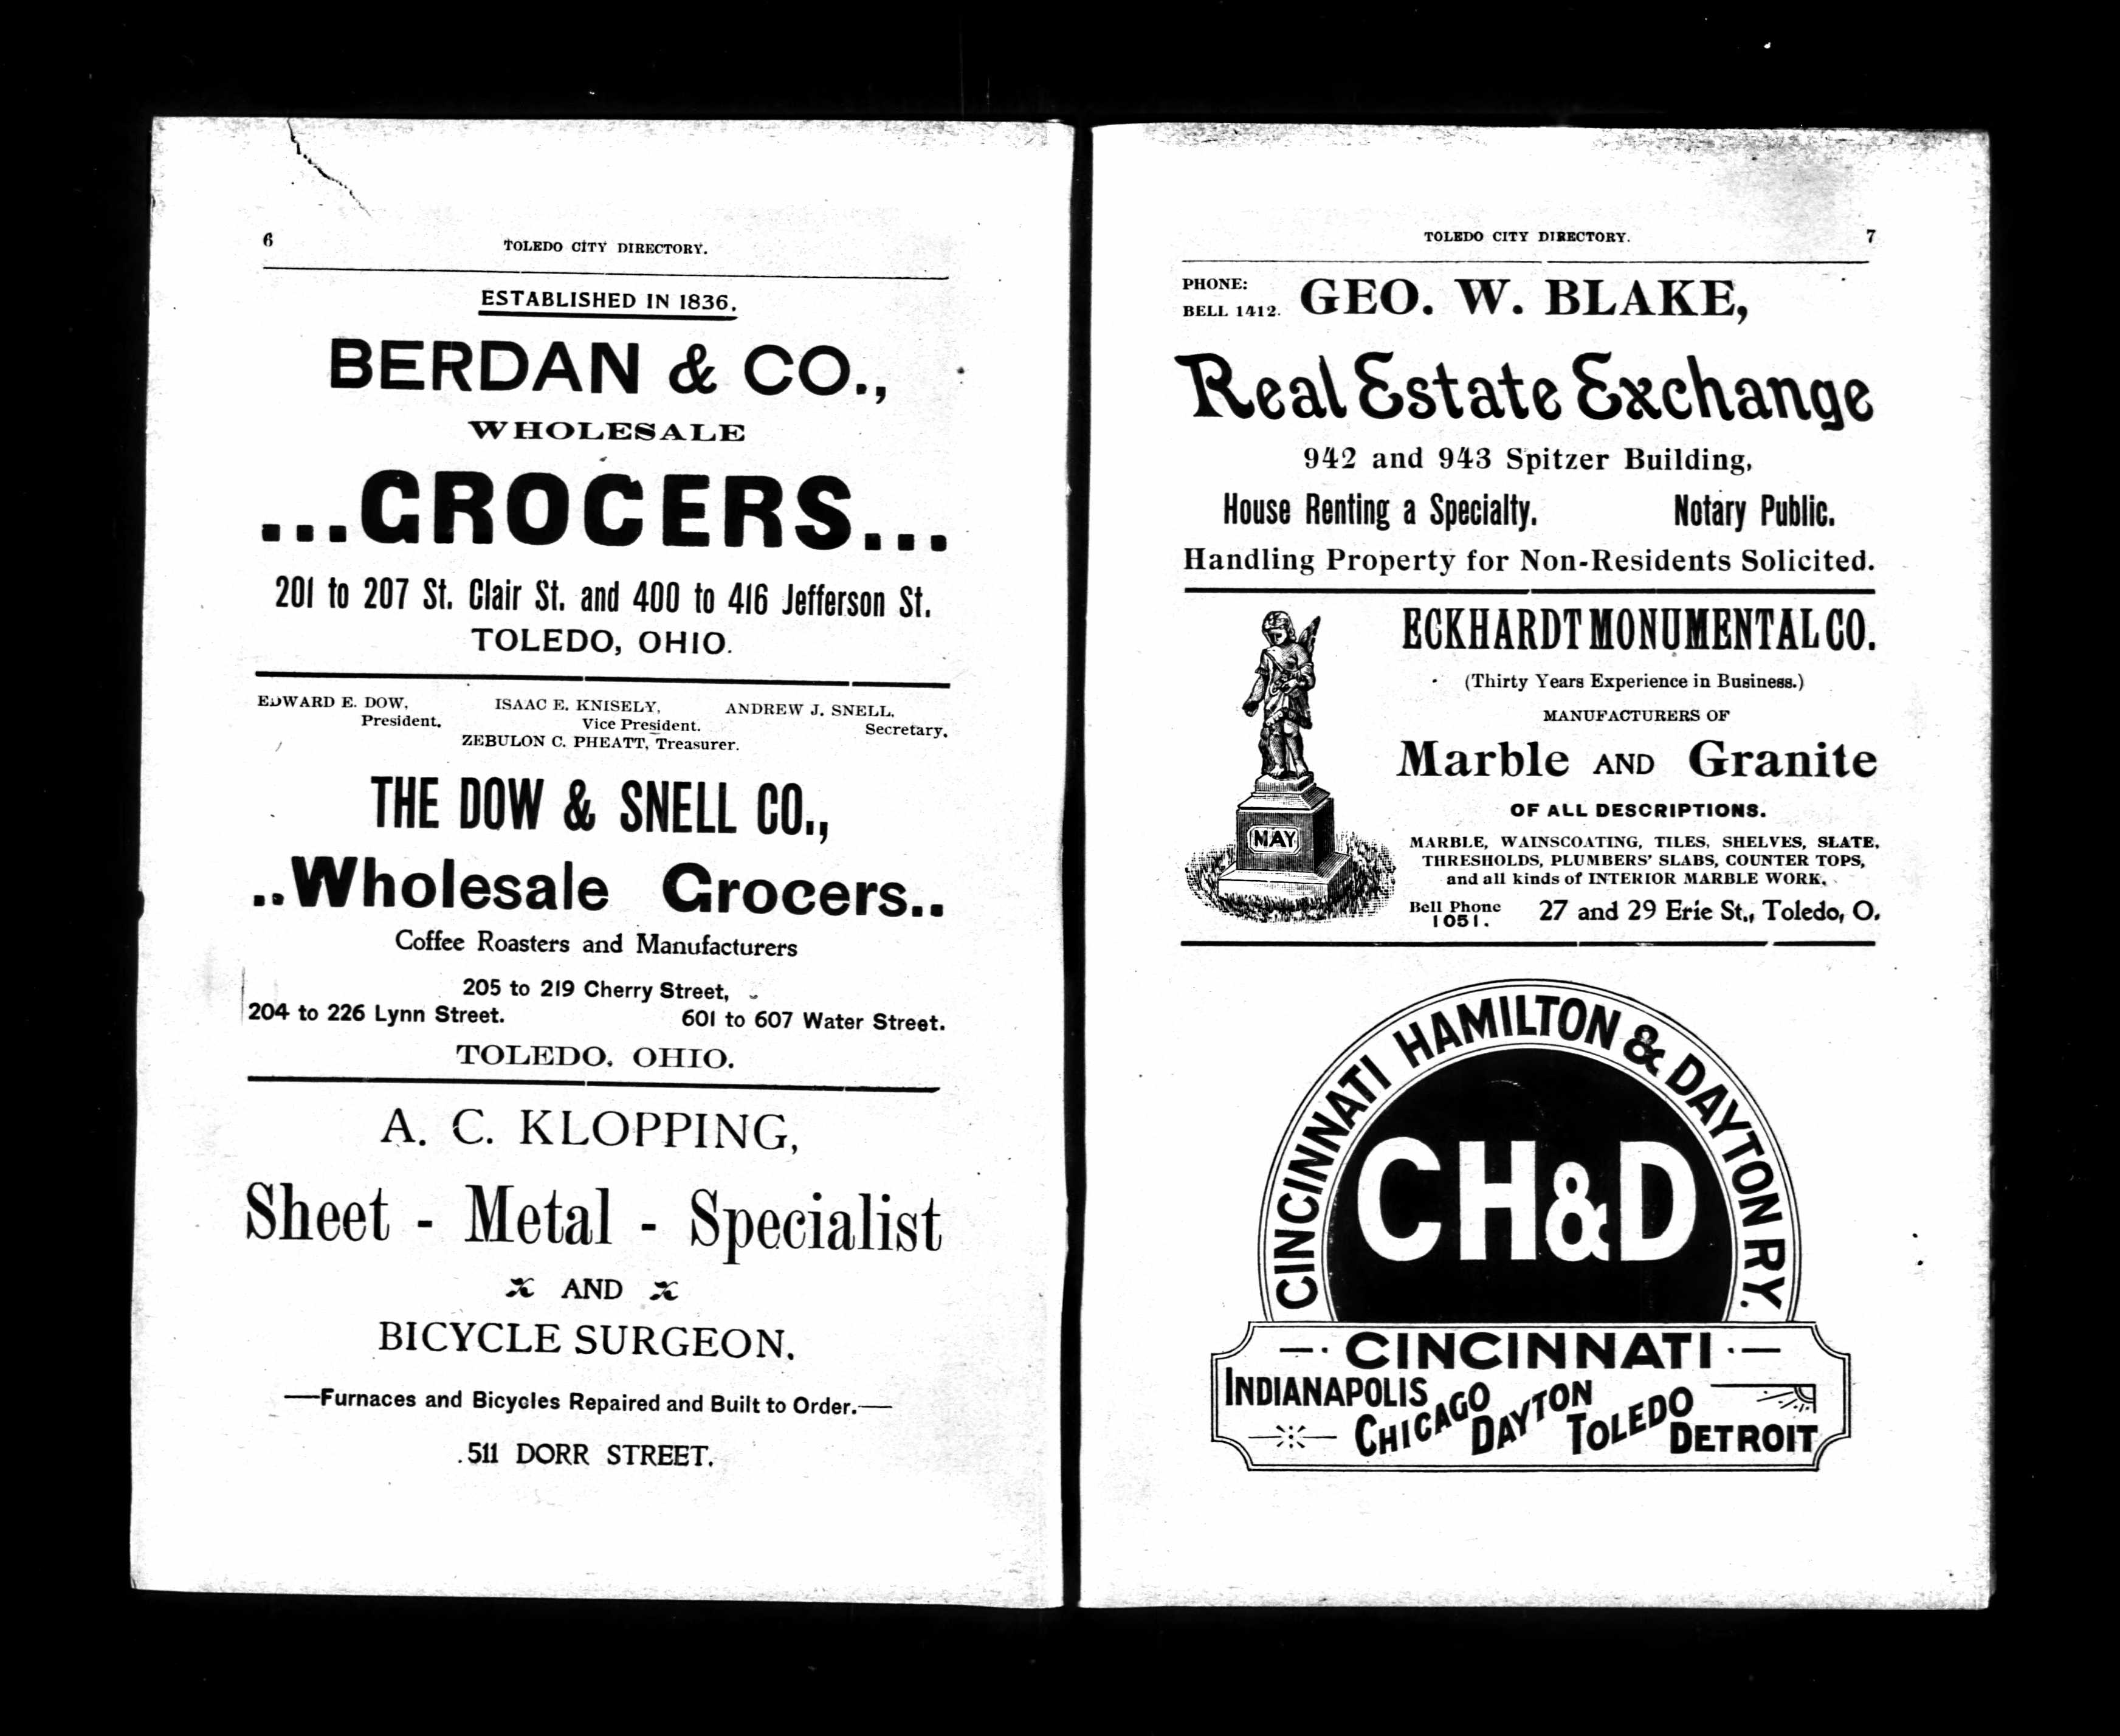 6
TOLEDO CITY DIRECTORY.
ESTABLISHED IN 1836.
BERDAN & CO.,
WHOLESALE
...GROCERS...
201 to 207 St. Clair St. and 400 to 416 Jefferson St.
TOLEDO, OHIO.
EDWARD E. DOW, ISAAC E. KNISELY, ANDREW J. SNELL,
President. Vice President. Secretary.
ZEBULON C. PHEATT, Treasurer.
THE DOW & SNELL CO.,
..Wholesale Grocers..
Coffee Roasters and Manufacturers
205 to 219 Cherry Street,
204 to 226 Lynn Street. 601 to 607 Water Street.
TOLEDO, OHIO.
A. C. KLOPPING,
Sheet - Metal - Specialist
AND
BICYCLE SURGEON.
—Furnaces and Bicycles Repaired and Built to Order.—
511 DORR STREET.
TOLEDO CITY DIRECTORY. 7
PHONE:
BELL 1412.
GEO. W. BLAKE,
Real Estate Exchange
942 and 943 Spitzer Building,
House Renting a Specialty. Notary Public.
Handling Property for Non-Residents Solicited.
ECKHARDT MONUMENTAL CO.
(Thirty Years Experience in Business.)
MANUFACTURERS OF
Marble AND Granite
OF ALL DESCRIPTIONS.
MAY
MARBLE, WAINSCOATING, TILES, SHELVES, SLATE,
THRESHOLDS, PLUMBERS' SLABS, COUNTER TOPS,
and all kinds of INTERIOR MARBLE WORK.
Bell Phone
1051.
27 and 29 Erie St., Toledo, O.
CINCINNATI HAMILTON & DAYTON RY.
CH&D
CINCINNATI
INDIANAPOLIS
CHICAGO
DAYTON
TOLEDO
DETROIT